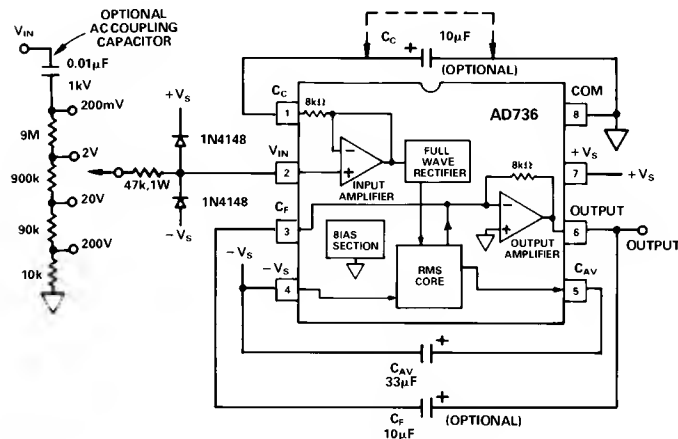 OPTIONAL
AC COUPLING
CAPACITOR
VIN
0.01µF
1kV
200mV
9M
2V
900k
20V
90k
200V
10k
+VS
1N4148
47k, 1W
1N4148
−VS
CC
+
10µF
(OPTIONAL)
CC
1
8kΩ
AD736
COM
8
VIN
2
−
+
INPUT
AMPLIFIER
FULL
WAVE
RECTIFIER
+VS
7
+VS
8kΩ
CF
3
BIAS
SECTION
−
+
OUTPUT
AMPLIFIER
OUTPUT
6
OUTPUT
−VS
−VS
4
RMS
CORE
CAV
5
+
CAV
33µF
+
CF
10µF
(OPTIONAL)